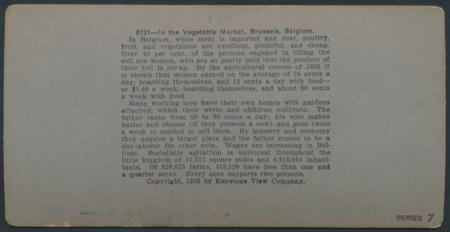 6121—In the Vegetable Market, Brussels, Belgium.
In Belgium, while meat is imported and dear, poultry,
fruit, and vegetables are excellent, plentiful, and cheap.
Over 40 per cent. of the persons engaged in tilling the
soil are women, who are so poorly paid that the product of
their toil is cheap. By the agricultural census of 1895 it
is shown that women earned on the average of 24 cents a
day, boarding themselves, and 14 cents a day with food—
or $1.40 a week, boarding themselves, and about 90 cents
a week with food.
Many working men have their own homes with gardens
attached, which their wives and children cultivate. The
father earns from 50 to 80 cents a day; his wife makes
butter and cheese (if they possess a cow) and goes twice
a week to market to sell them. By industry and economy
they acquire a larger place and the father ceases to be a
day-laborer for other men. Wages are increasing in Bel-
gium. Socialistic agitation is universal throughout the
little kingdom of 11,373 square miles and 6,815,054 inhabi-
tants. Of 829,625 farms, 458,120 have less than one and
a quarter acres. Every acre supports two persons.
Copyright, 1905 by Keystone View Company.
SERIES 7